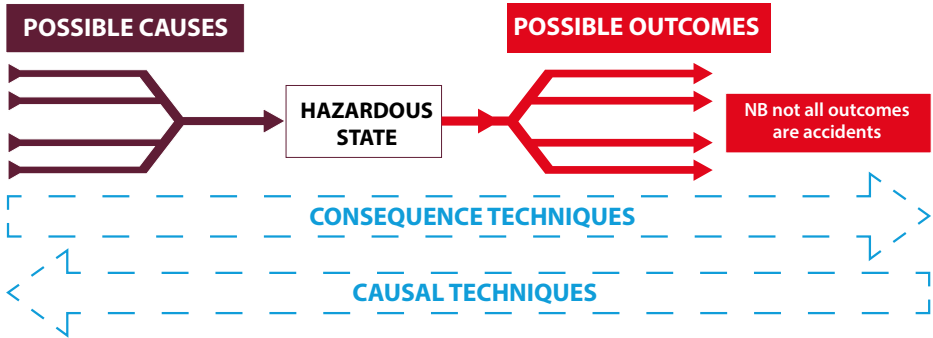 POSSIBLE CAUSES
POSSIBLE OUTCOMES
HAZARDOUS
STATE
NB not all outcomes
are accidents
CONSEQUENCE TECHNIQUES
CAUSAL TECHNIQUES